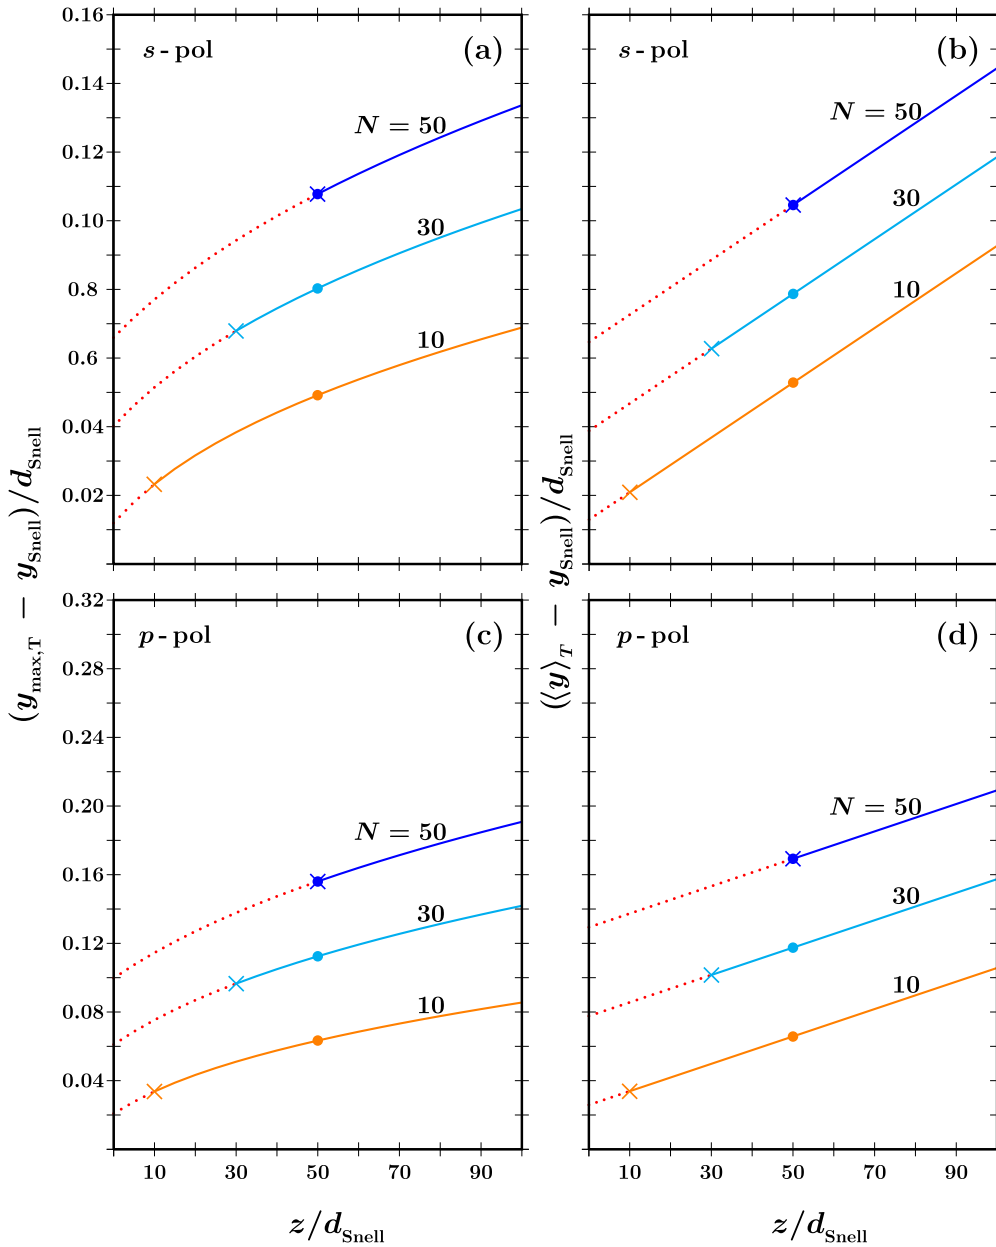 0.16
0.14
0.12
0.10
0.8
0.6
0.04
0.02
s - pol
(a)
N = 50
30
10
s - pol
(b)
N = 50
30
10
(y_max,T − y_Snell)/d_Snell
(⟨y⟩_T − y_Snell)/d_Snell
0.32
0.28
0.24
0.20
0.16
0.12
0.08
0.04
p - pol
(c)
N = 50
30
10
p - pol
(d)
N = 50
30
10
10 30 50 70 90
10 30 50 70 90
z/d_Snell
z/d_Snell